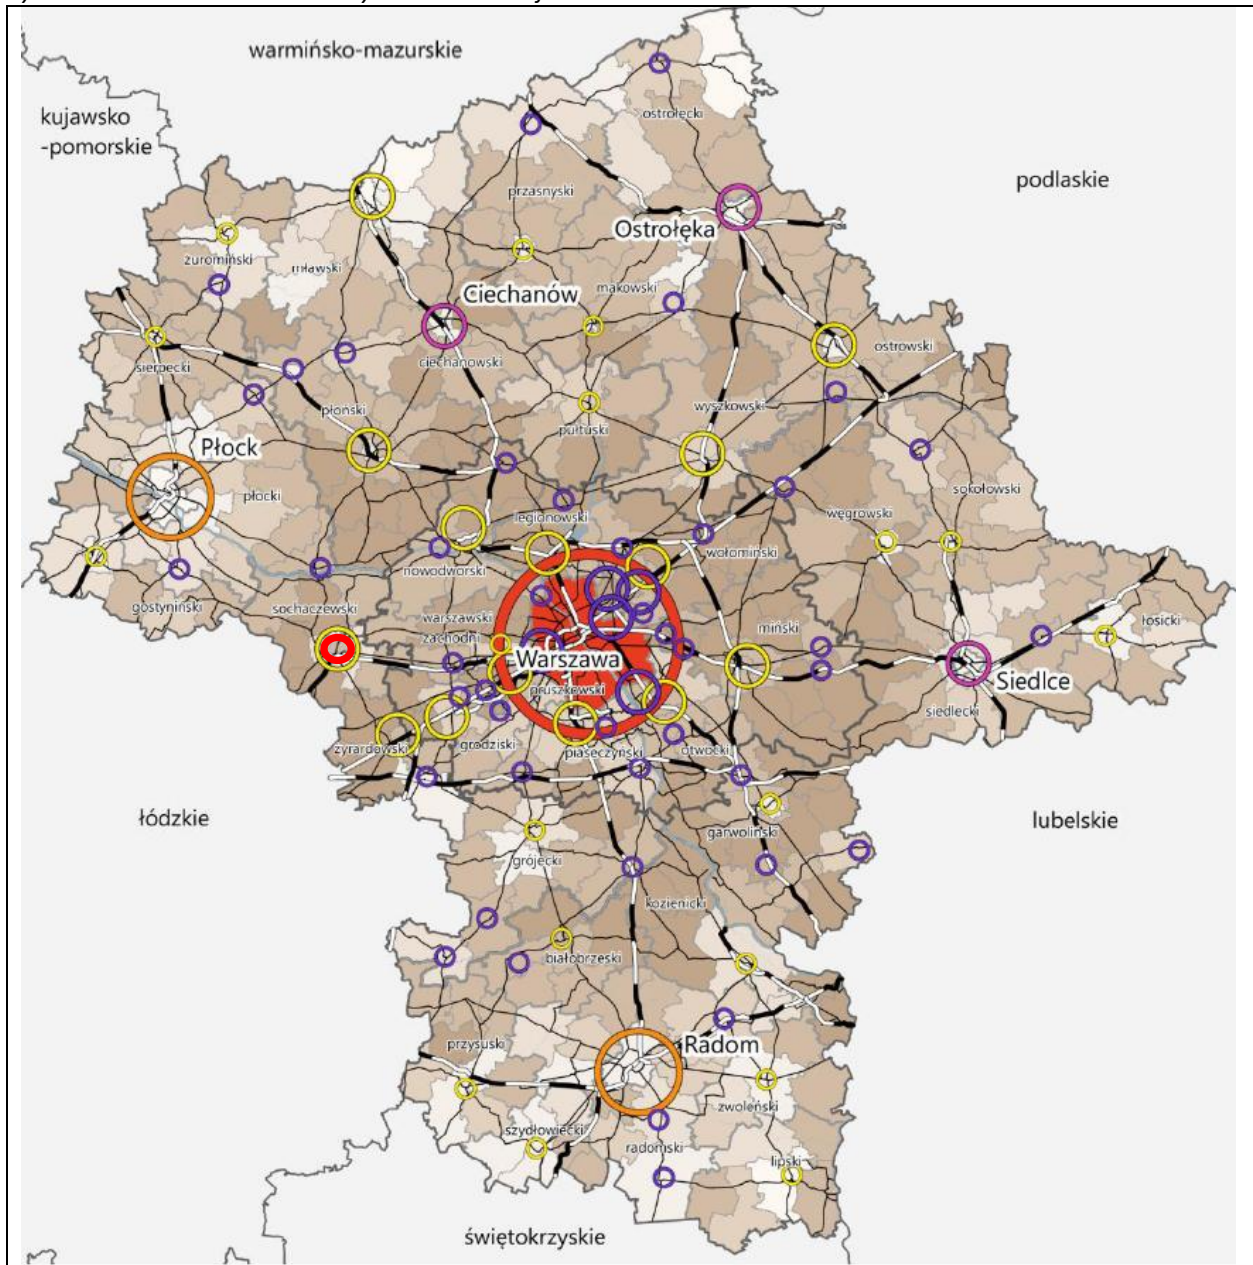 warmińsko-mazurskie
kujawsko
-pomorskie
ostrołęcki
podlaskie
przasnyski
Ostrołęka
żuromiński
mławski
Ciechanów
makowski
sierpecki
ciechanowski
ostrowski
płoński
wyszkowski
pułtuski
Płock
płocki
sokołowski
legionowski
węgrowski
wołomiński
nowodworski
gostyniński
sochaczewski
warszawski
zachodni
miński
łosicki
Warszawa
Siedlce
pruszkowski
siedlecki
żyrardowski
grodziski
piaseczyński
otwocki
łódzkie
lubelskie
garwoliński
grójecki
kozienicki
białobrzeski
przysuski
Radom
zwoleński
szydłowiecki
radomski
lipski
świętokrzyskie